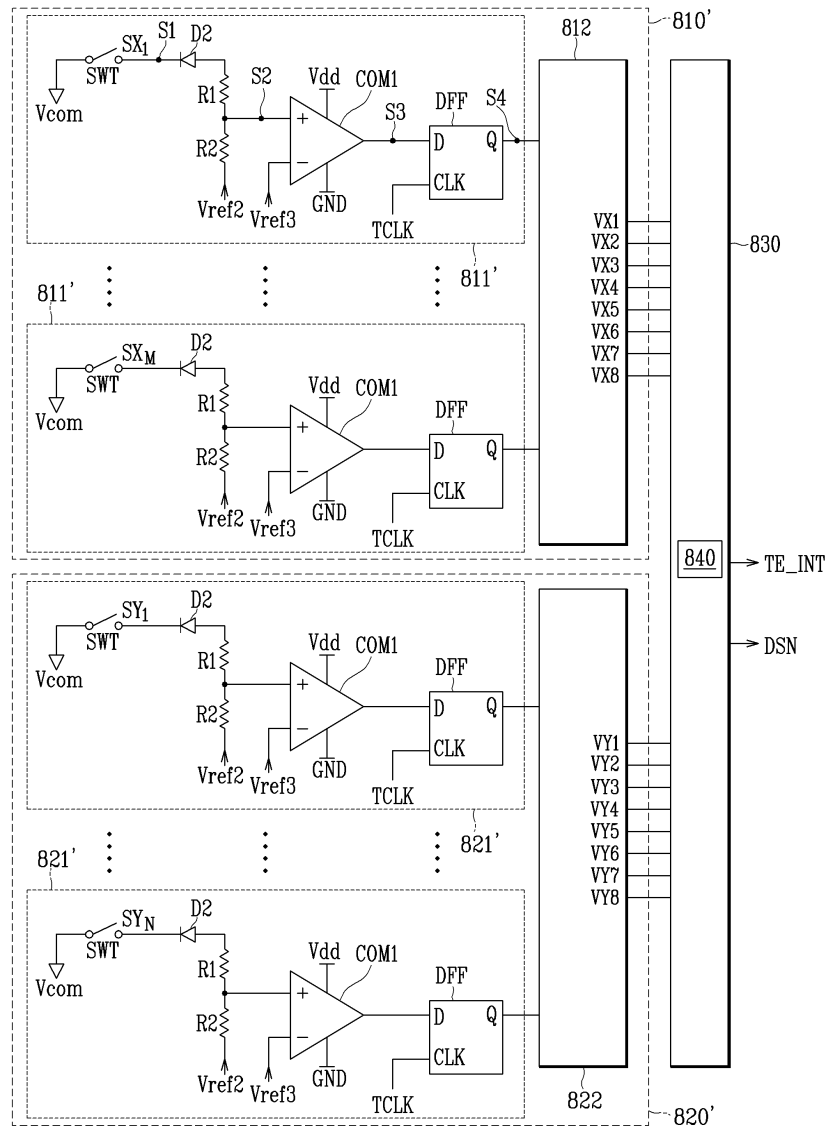 SX1 S1 D2 812 810'
SWT R1 S2 Vdd COM1 S3 DFF S4
Vcom
R2 + D Q
− CLK
Vref2 Vref3 GND TCLK
VX1
VX2 830
VX3
811' 811' VX4
VX5
VX6
SXM D2 VX7
SWT R1 Vdd COM1 DFF VX8
Vcom
R2 + D Q
− CLK
Vref2 Vref3 GND TCLK
840 TE_INT
SY1 D2
SWT R1 Vdd COM1 DFF DSN
Vcom
R2 + D Q
− CLK
Vref2 Vref3 GND TCLK
VY1
VY2
VY3
VY4
821' 821' VY5
VY6
VY7
VY8
SYN D2
SWT R1 Vdd COM1 DFF
Vcom
R2 + D Q
− CLK
Vref2 Vref3 GND TCLK
822 820'